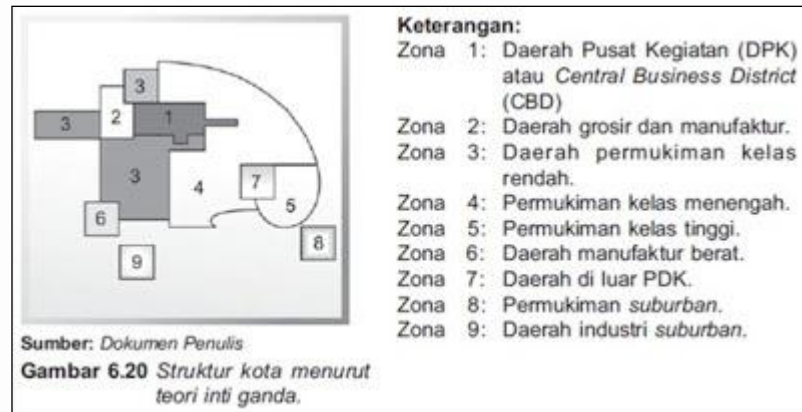 3
3
2
1
3
4
7
5
6
8
9
Sumber: Dokumen Penulis
Gambar 6.20 Struktur kota menurut
teori inti ganda.
Keterangan:
Zona 1: Daerah Pusat Kegiatan (DPK)
atau Central Business District
(CBD)
Zona 2: Daerah grosir dan manufaktur.
Zona 3: Daerah permukiman kelas
rendah.
Zona 4: Permukiman kelas menengah.
Zona 5: Permukiman kelas tinggi.
Zona 6: Daerah manufaktur berat.
Zona 7: Daerah di luar PDK.
Zona 8: Permukiman suburban.
Zona 9: Daerah industri suburban.